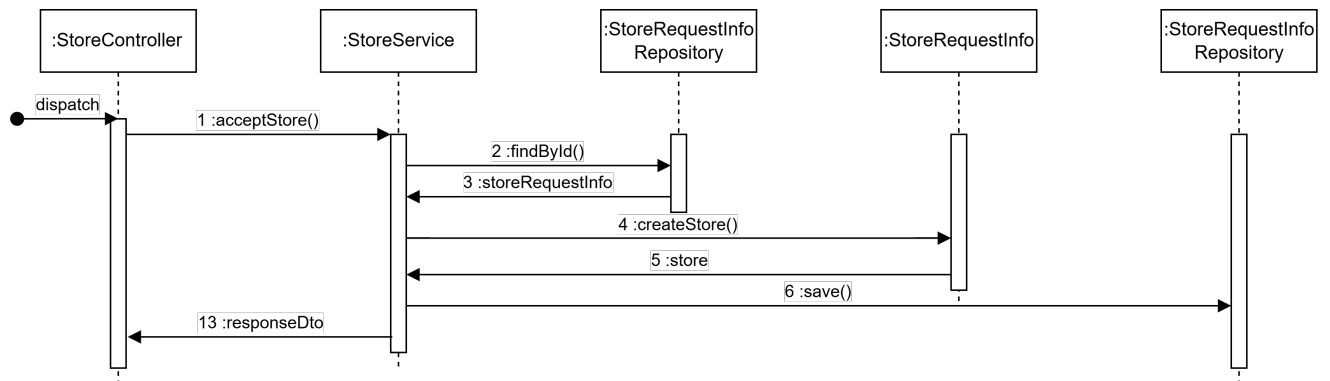 :StoreController
:StoreService
:StoreRequestInfo
Repository
:StoreRequestInfo
:StoreRequestInfo
Repository
dispatch
1 :acceptStore()
2 :findById()
3 :storeRequestInfo
4 :createStore()
5 :store
6 :save()
13 :responseDto